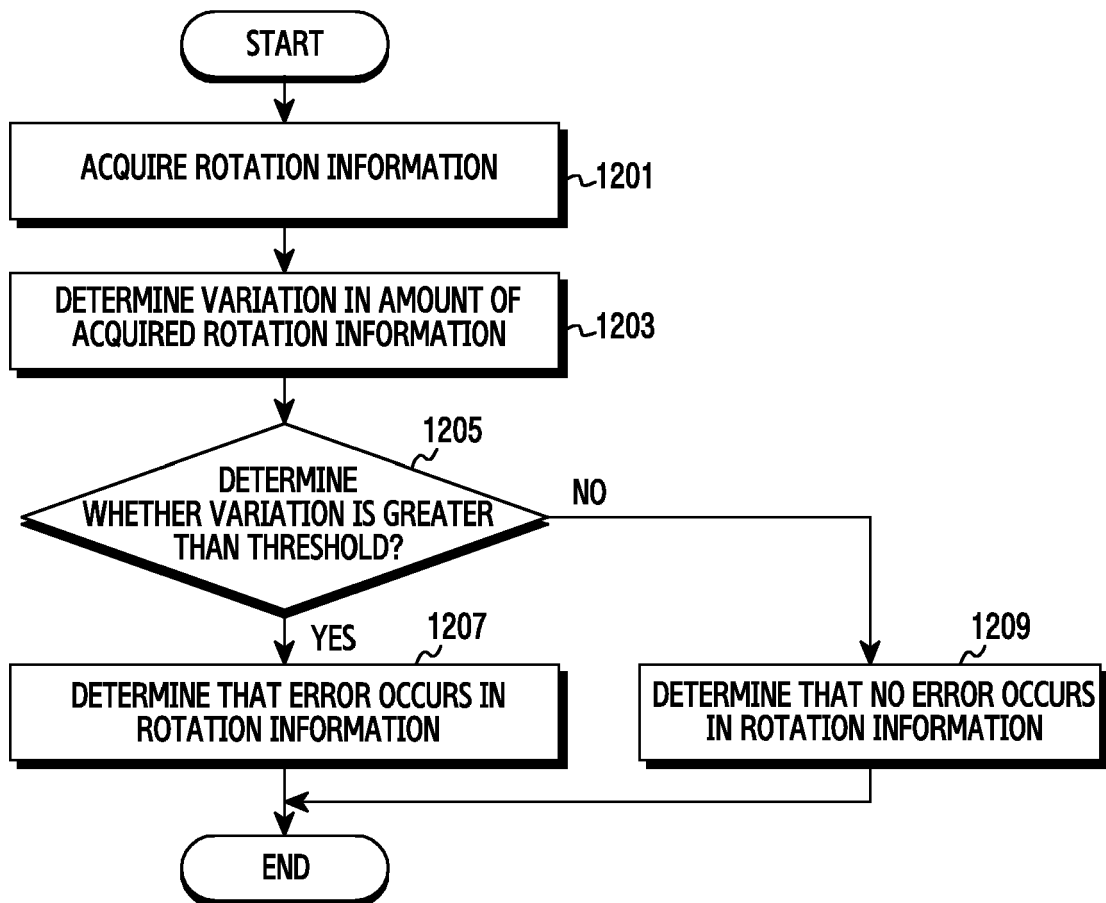 START
ACQUIRE ROTATION INFORMATION
1201
DETERMINE VARIATION IN AMOUNT OF
ACQUIRED ROTATION INFORMATION
1203
1205
DETERMINE
WHETHER VARIATION IS GREATER
THAN THRESHOLD?
NO
YES
1207
DETERMINE THAT ERROR OCCURS IN
ROTATION INFORMATION
1209
DETERMINE THAT NO ERROR OCCURS
IN ROTATION INFORMATION
END